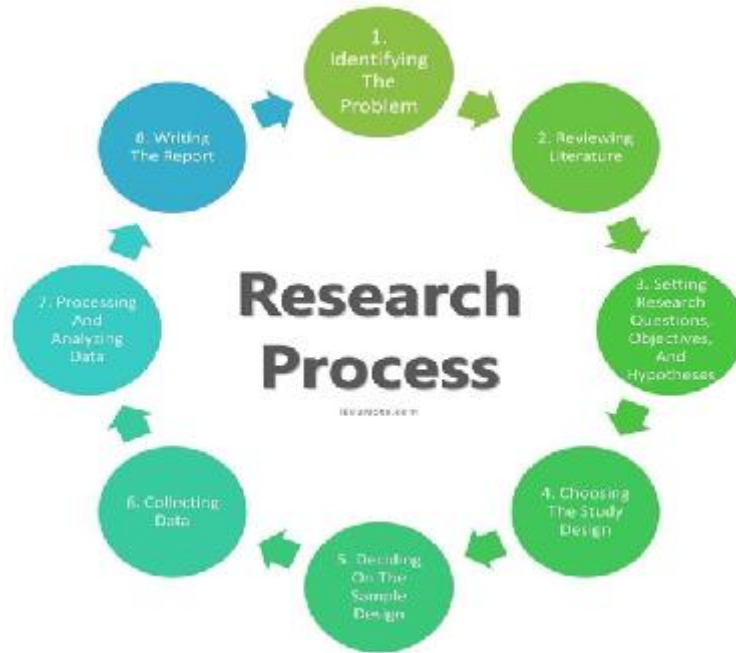 1.
Identifying
The
Problem
2. Reviewing
Literature
3. Setting
Research
Questions,
Objectives,
And
Hypotheses
4. Choosing
The Study
Design
5. Deciding
On The
Sample
Design
6. Collecting
Data
7. Processing
And
Analyzing
Data
8. Writing
The Report
Research
Process
iEduNote.com